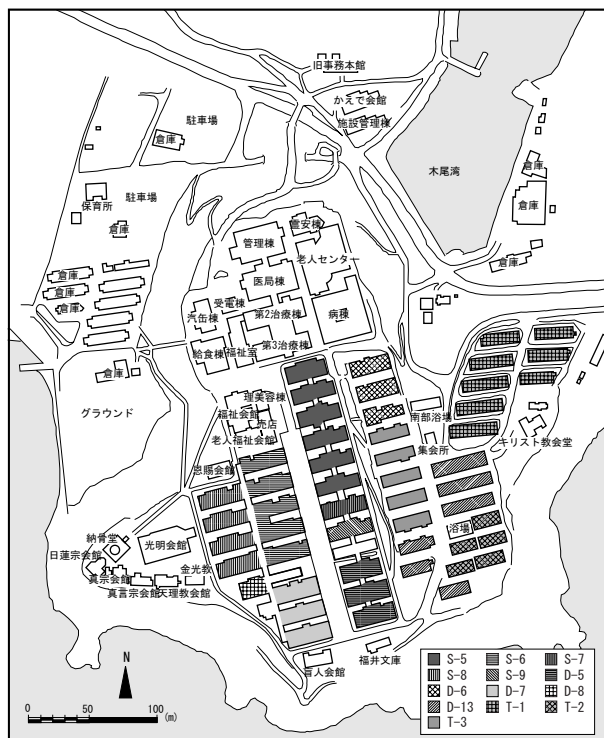 旧事務本館
かえで会館
施設管理棟
駐車場
倉庫
木尾湾
駐車場
保育所
倉庫
倉庫
倉庫
霊安棟
管理棟
老人センター
倉庫
医局棟
倉庫
倉庫
倉庫
受電棟
汽缶棟
第2治療棟
病棟
給食棟
福祉室
第3治療棟
倉庫
グラウンド
理美容棟
福祉会館
売店
老人福祉会館
南部浴場
集会所
キリスト教会堂
恩賜会館
納骨堂
光明会館
浴場
日蓮宗会館
真宗会館
金光教
真言宗会館
天理教会館
盲人会館
福井文庫
N
0 50 100
(m)
S-5 S-6 S-7
S-8 S-9 D-5
D-6 D-7 D-8
D-13 T-1 T-2
T-3